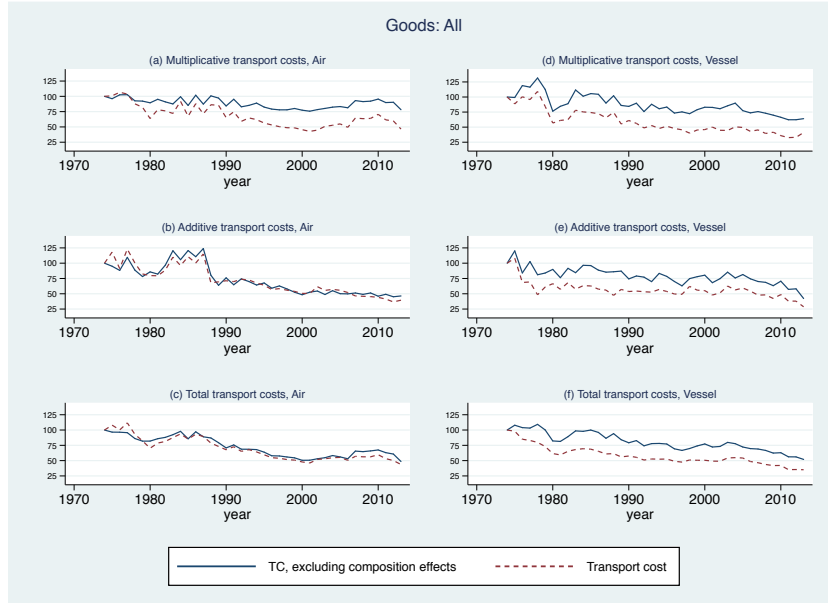 Goods: All
(a) Multiplicative transport costs, Air
125
100
75
50
25
1970 1980 1990 2000 2010
year
(d) Multiplicative transport costs, Vessel
125
100
75
50
25
1970 1980 1990 2000 2010
year
(b) Additive transport costs, Air
125
100
75
50
25
1970 1980 1990 2000 2010
year
(e) Additive transport costs, Vessel
125
100
75
50
25
1970 1980 1990 2000 2010
year
(c) Total transport costs, Air
125
100
75
50
25
1970 1980 1990 2000 2010
year
(f) Total transport costs, Vessel
125
100
75
50
25
1970 1980 1990 2000 2010
year
TC, excluding composition effects Transport cost